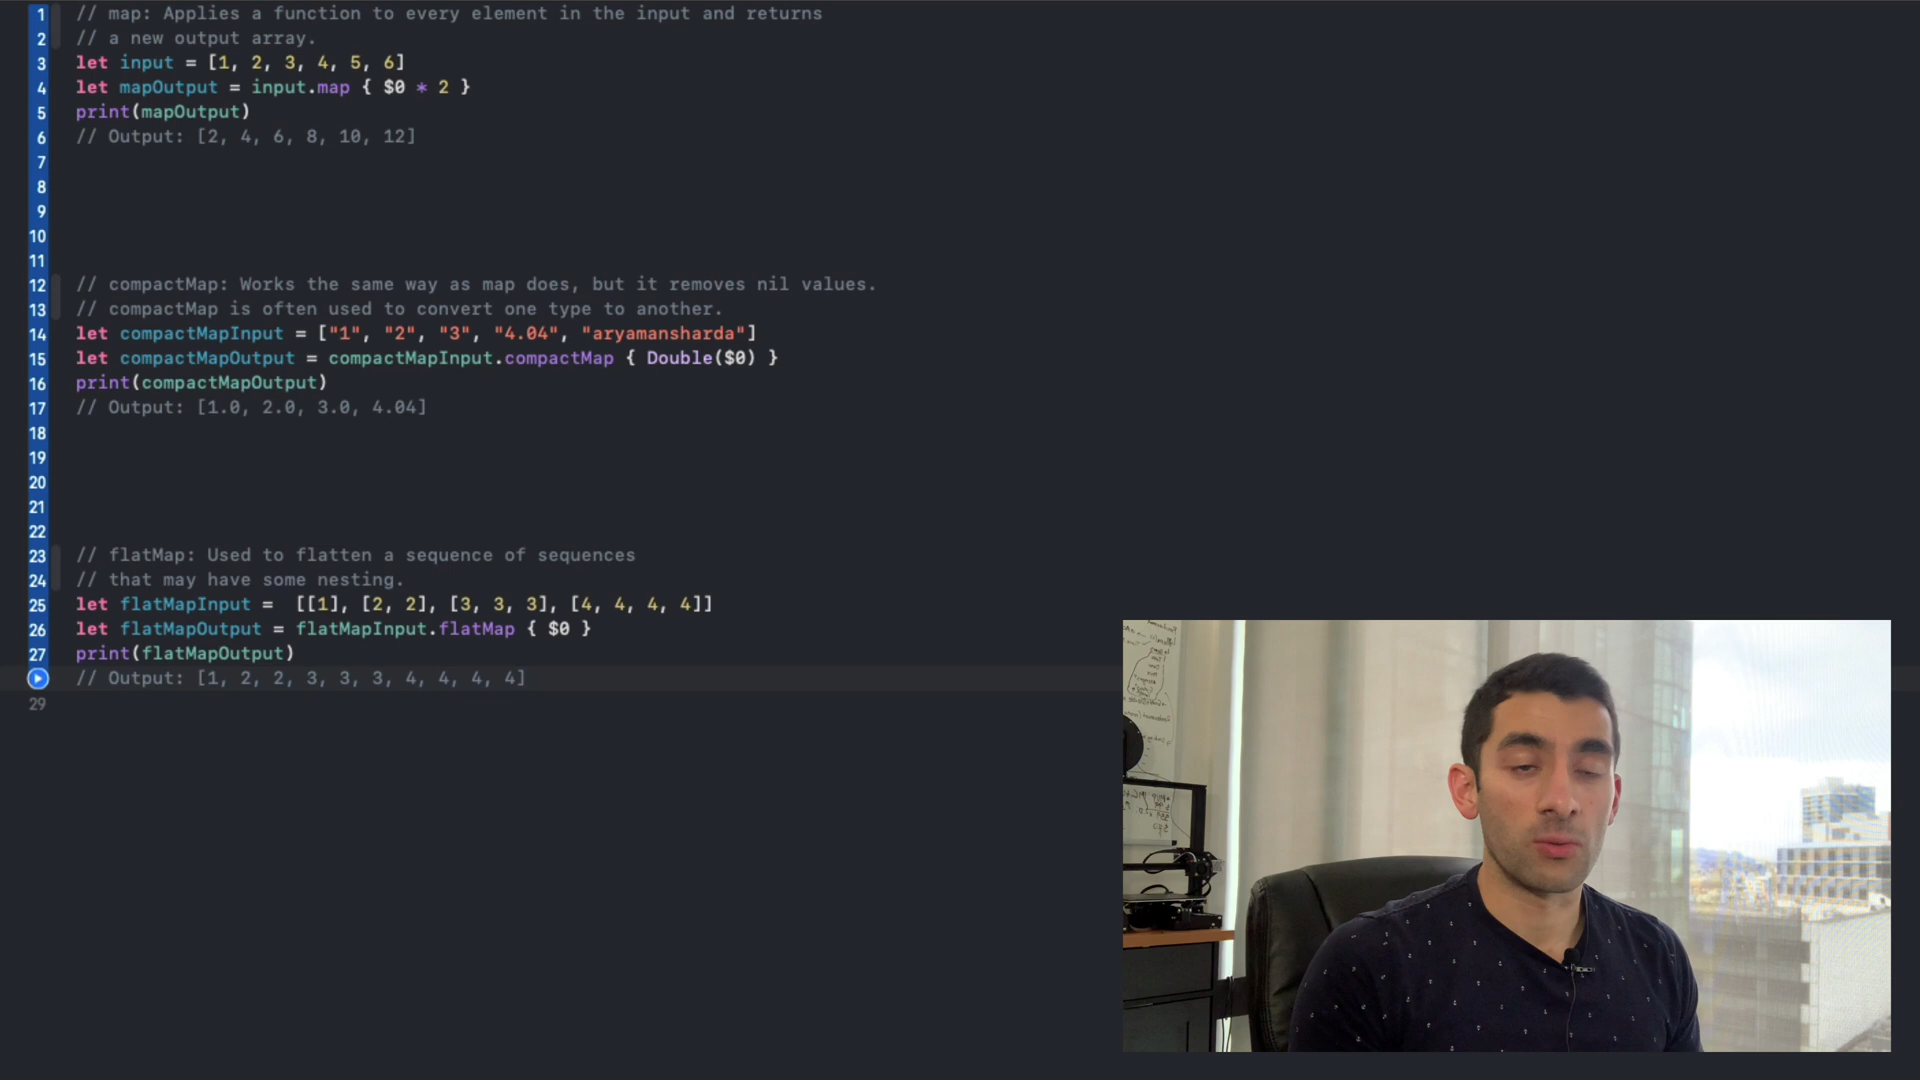 1 // map: Applies a function to every element in the input and returns
2 // a new output array.
3 let input = [1, 2, 3, 4, 5, 6]
4 let mapOutput = input.map { $0 * 2 }
5 print(mapOutput)
6 // Output: [2, 4, 6, 8, 10, 12]
7
8
9
10
11
12 // compactMap: Works the same way as map does, but it removes nil values.
13 // compactMap is often used to convert one type to another.
14 let compactMapInput = ["1", "2", "3", "4.04", "aryamansharda"]
15 let compactMapOutput = compactMapInput.compactMap { Double($0) }
16 print(compactMapOutput)
17 // Output: [1.0, 2.0, 3.0, 4.04]
18
19
20
21
22
23 // flatMap: Used to flatten a sequence of sequences
24 // that may have some nesting.
25 let flatMapInput =  [[1], [2, 2], [3, 3, 3], [4, 4, 4, 4]]
26 let flatMapOutput = flatMapInput.flatMap { $0 }
27 print(flatMapOutput)
// Output: [1, 2, 2, 3, 3, 3, 4, 4, 4, 4]
29